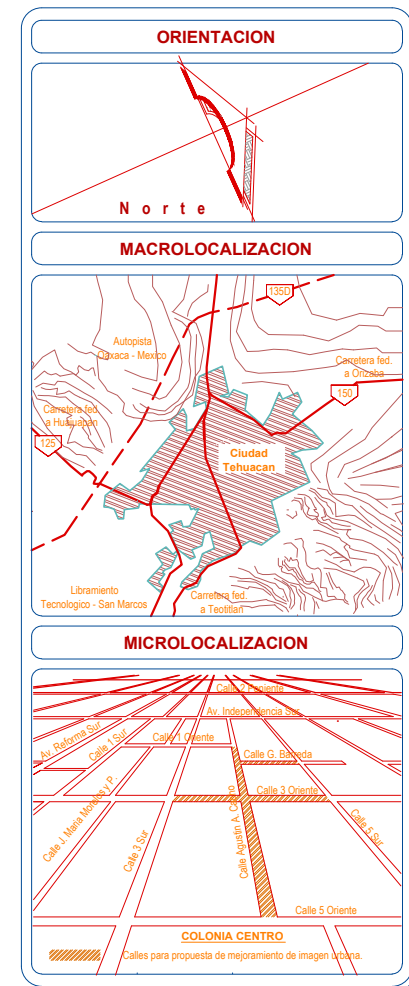 ORIENTACION
Norte
MACROLOCALIZACION
135D
Autopista
Oaxaca - Mexico
Carretera fed.
a Orizaba
150
Carretera fed.
a Huajuapan
125
Ciudad
Tehuacan
Libramiento
Tecnologico - San Marcos
Carretera fed.
a Teotitlan
MICROLOCALIZACION
Calle 2 Poniente
Av. Independencia Sur
Av. Reforma Sur
Calle 1 Sur
Calle 1 Oriente
Calle G. Barreda
Calle J. Maria Morelos y P.
Calle 3 Oriente
Calle 3 Sur
Calle Agustin A.
Calle 5 Sur
Calle 5 Oriente
COLONIA CENTRO
Calles para propuesta de mejoramiento de imagen urbana.